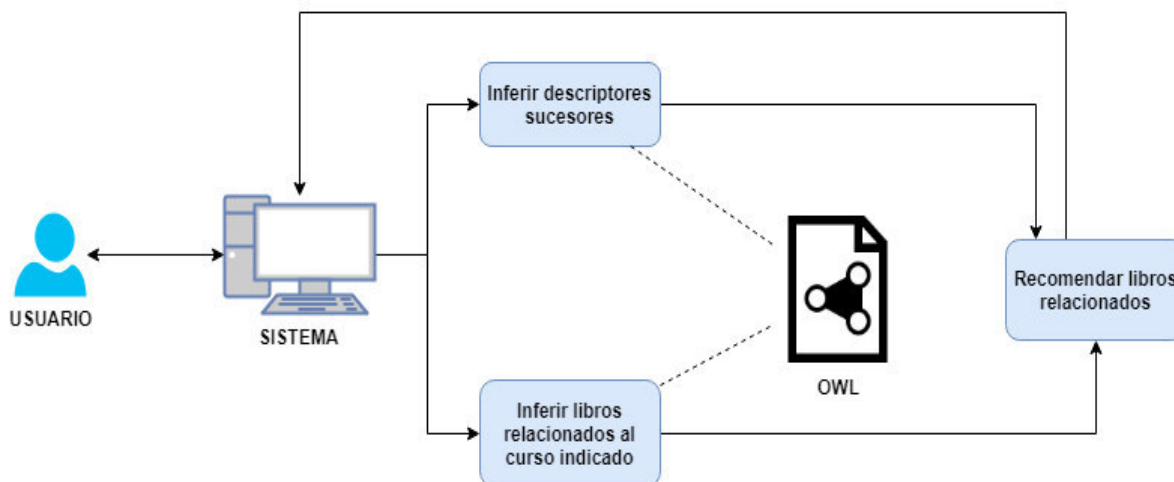 Inferir descriptores
sucesores
USUARIO
SISTEMA
Recomendar libros
relacionados
OWL
Inferir libros
relacionados al
curso indicado